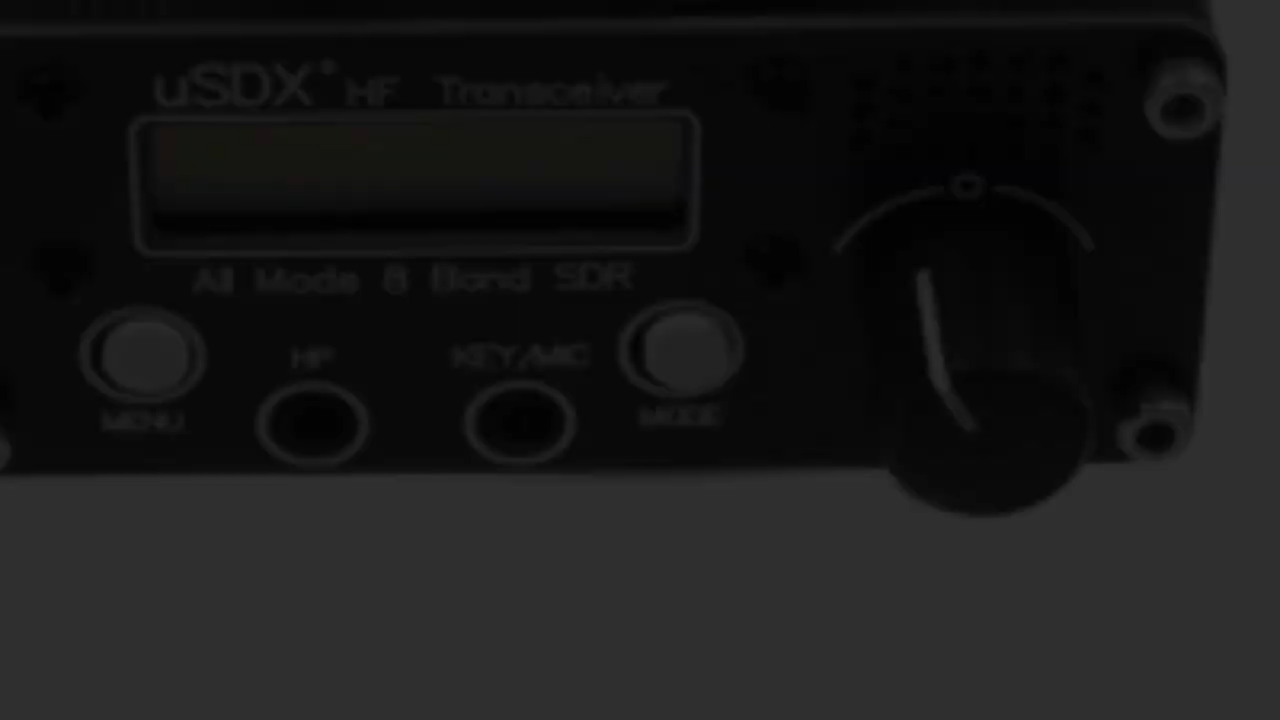 uSDX HF Transceiver
All Mode 8 Band SDR
HP
KEY/MIC
MENU
MODE